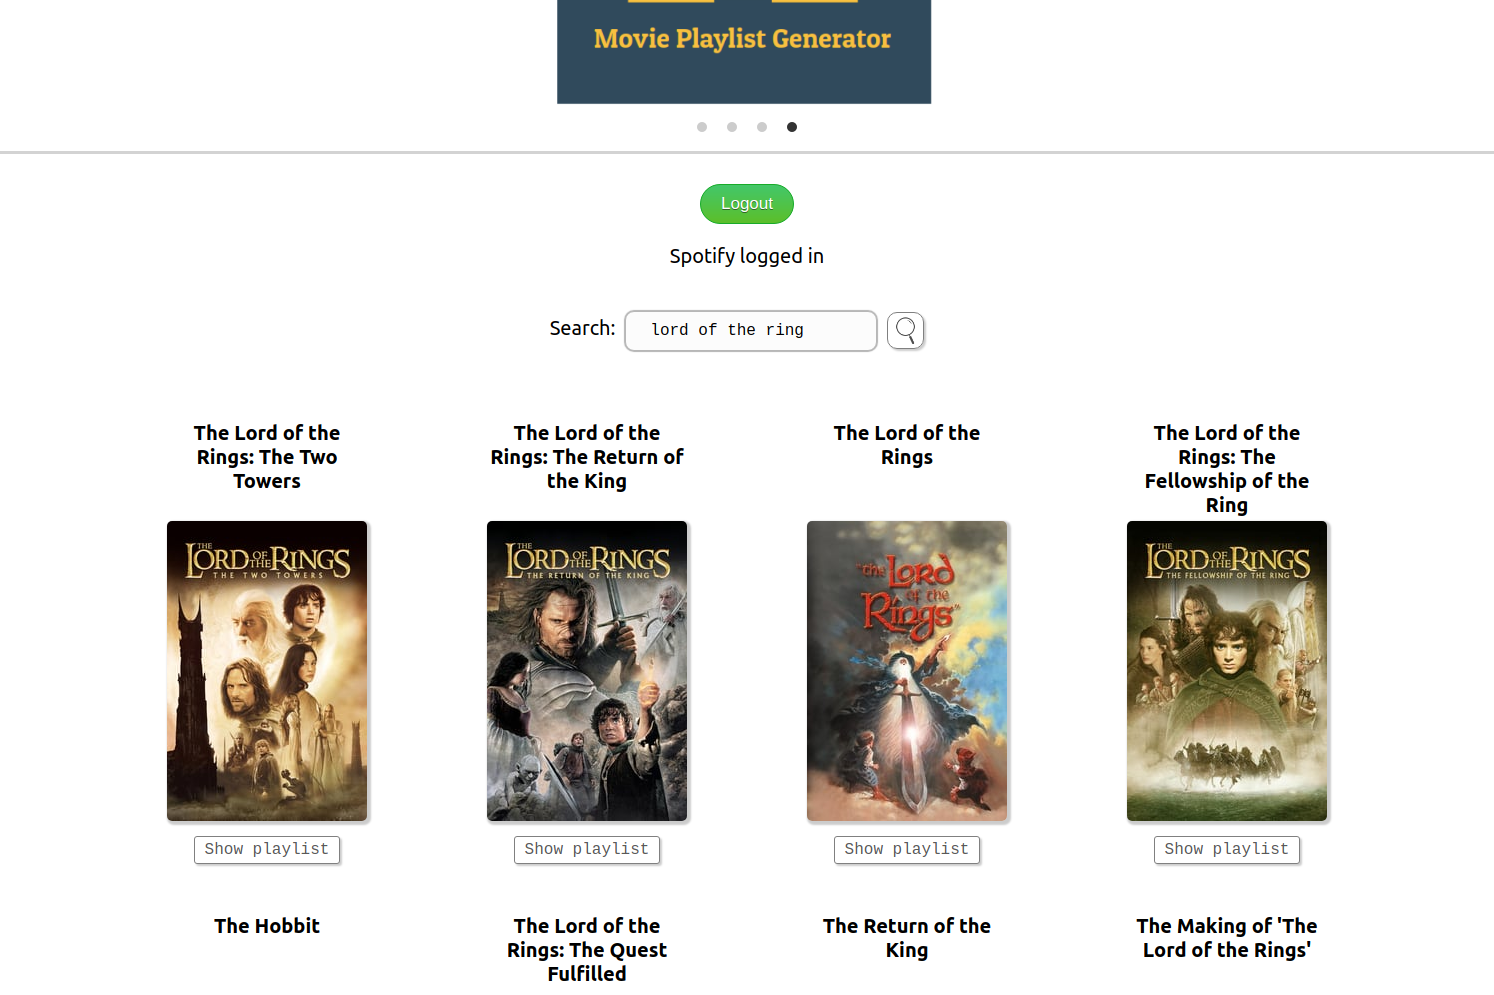 Movie Playlist Generator
Logout
Spotify logged in
Search:
lord of the ring
The Lord of the
Rings: The Two
Towers
The Lord of the
Rings: The Return of
the King
The Lord of the
Rings
The Lord of the
Rings: The
Fellowship of the
Ring
THE LORD OF THE RINGS
THE TWO TOWERS
THE LORD OF THE RINGS
THE RETURN OF THE KING
"the Lord
of the
Rings"
THE LORD OF THE RINGS
THE FELLOWSHIP OF THE RING
Show playlist
Show playlist
Show playlist
Show playlist
The Hobbit
The Lord of the
Rings: The Quest
Fulfilled
The Return of the
King
The Making of 'The
Lord of the Rings'